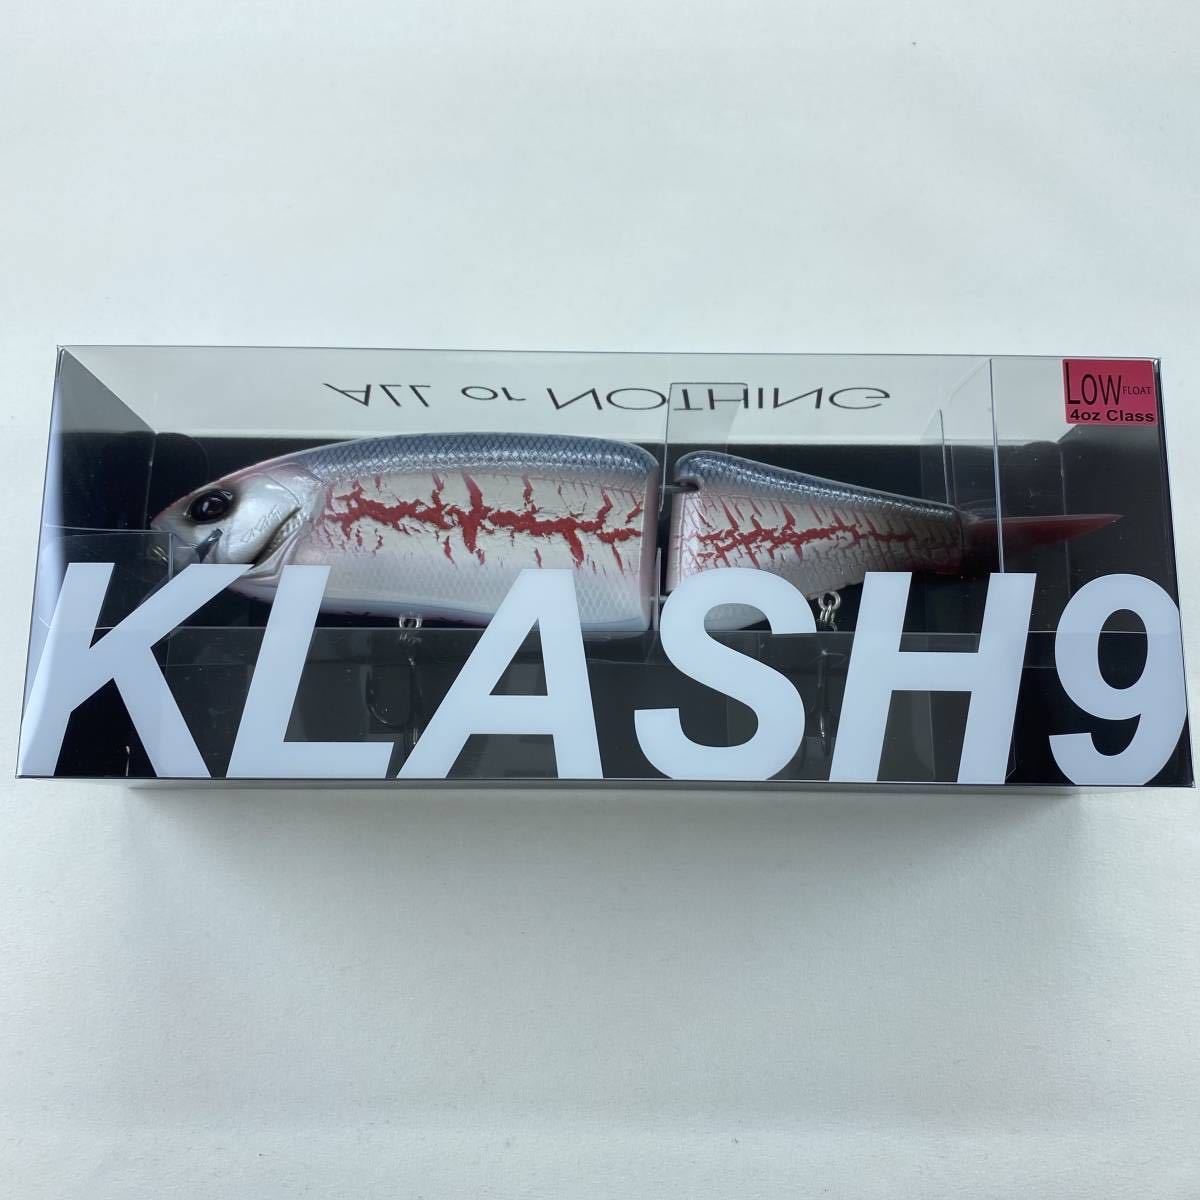 ALL or NOTHING
LOW FLOAT
4oz Class
KLASH9